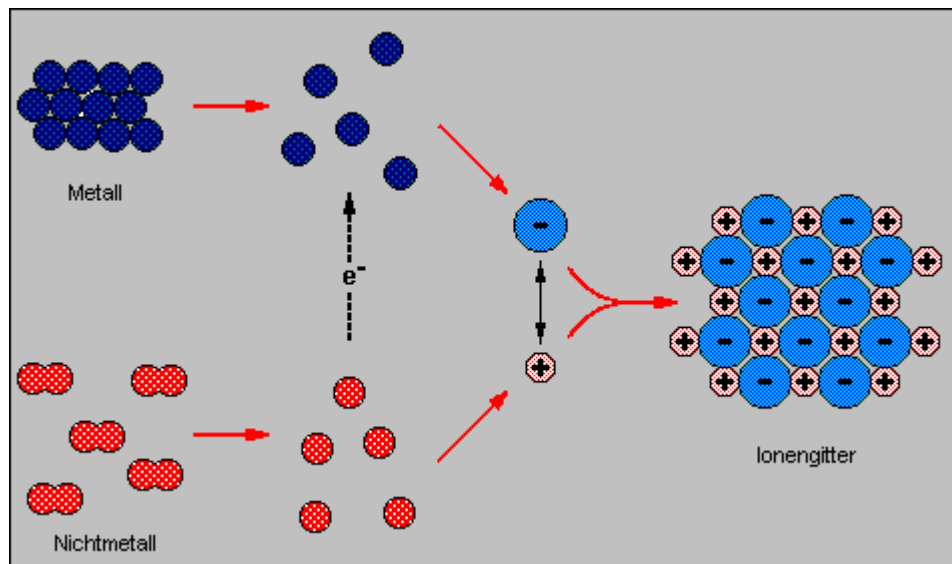 Metall
e⁻
Nichtmetall
-
+
Ionengitter
+ - + - +
+ - + - + - +
+ - + - +
+ - + - + - +
+ - + - +